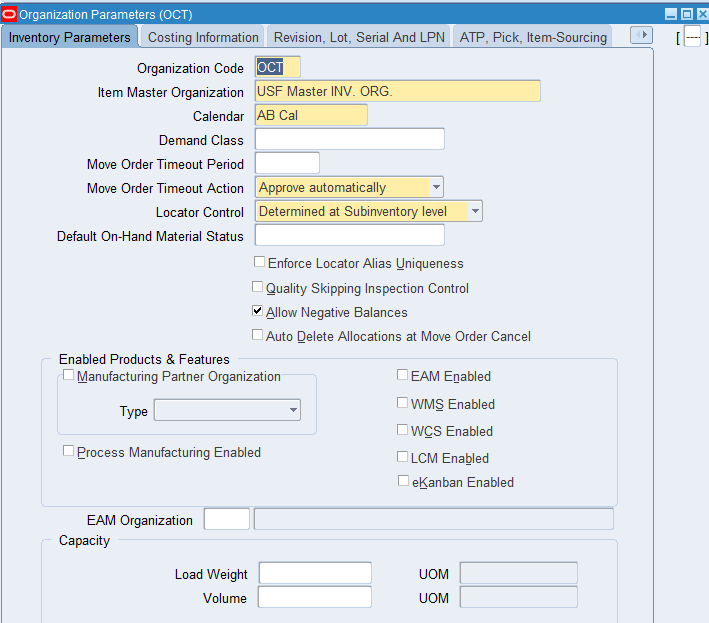 Organization Parameters (OCT)
Inventory Parameters Costing Information Revision, Lot, Serial And LPN ATP, Pick, Item-Sourcing [ ---- ]
Organization Code OCT
Item Master Organization USF Master INV. ORG.
Calendar AB Cal
Demand Class
Move Order Timeout Period
Move Order Timeout Action Approve automatically
Locator Control Determined at Subinventory level
Default On-Hand Material Status
Enforce Locator Alias Uniqueness
Quality Skipping Inspection Control
Allow Negative Balances
Auto Delete Allocations at Move Order Cancel
Enabled Products & Features
Manufacturing Partner Organization EAM Enabled
Type WMS Enabled
WCS Enabled
Process Manufacturing Enabled LCM Enabled
eKanban Enabled
EAM Organization
Capacity
Load Weight UOM
Volume UOM